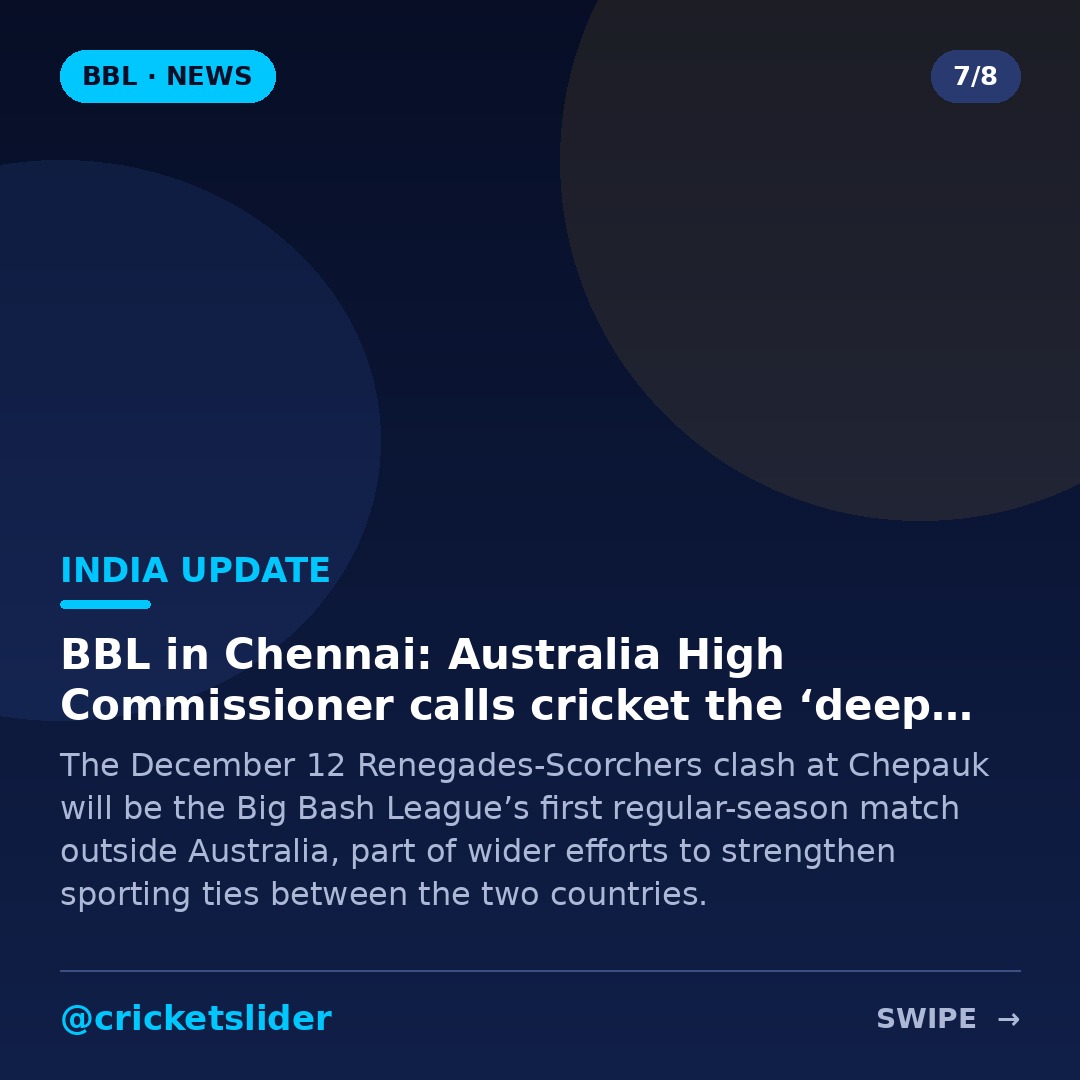 BBL · NEWS
7/8
INDIA UPDATE
BBL in Chennai: Australia High
Commissioner calls cricket the ‘deep…
The December 12 Renegades-Scorchers clash at Chepauk
will be the Big Bash League’s first regular-season match
outside Australia, part of wider efforts to strengthen
sporting ties between the two countries.
@cricketslider
SWIPE →